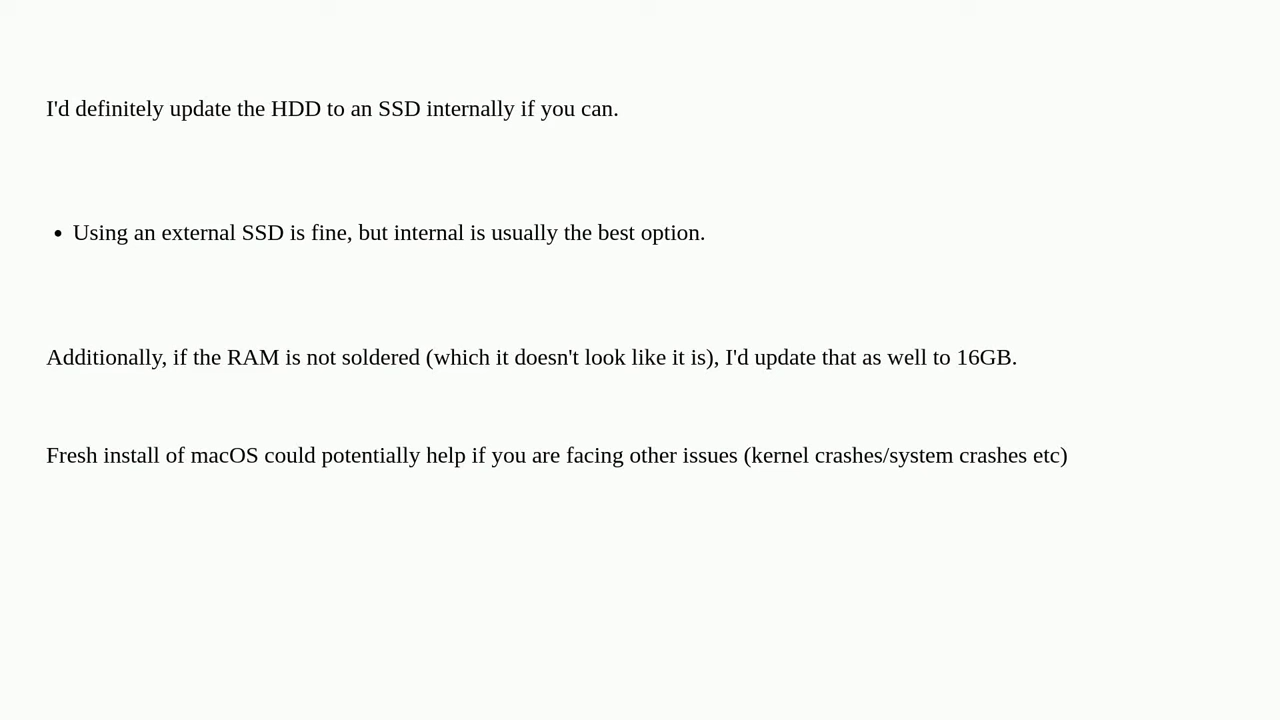 I'd definitely update the HDD to an SSD internally if you can.
• Using an external SSD is fine, but internal is usually the best option.
Additionally, if the RAM is not soldered (which it doesn't look like it is), I'd update that as well to 16GB.
Fresh install of macOS could potentially help if you are facing other issues (kernel crashes/system crashes etc)